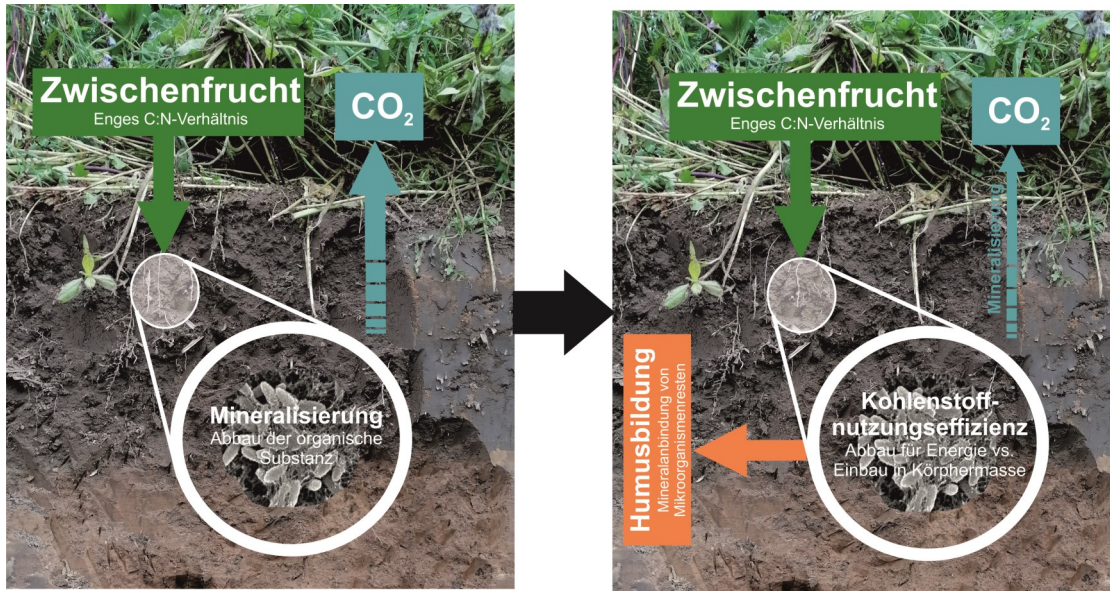 Zwischenfrucht
Enges C:N-Verhältnis
CO₂
Mineralisierung
Abbau der organische
Substanz
Zwischenfrucht
Enges C:N-Verhältnis
CO₂
Mineralisierung
Humusbildung
Mineralanbindung von
Mikroorganismenresten
Kohlenstoff-
nutzungseffizienz
Abbau für Energie vs.
Einbau in Körphermasse